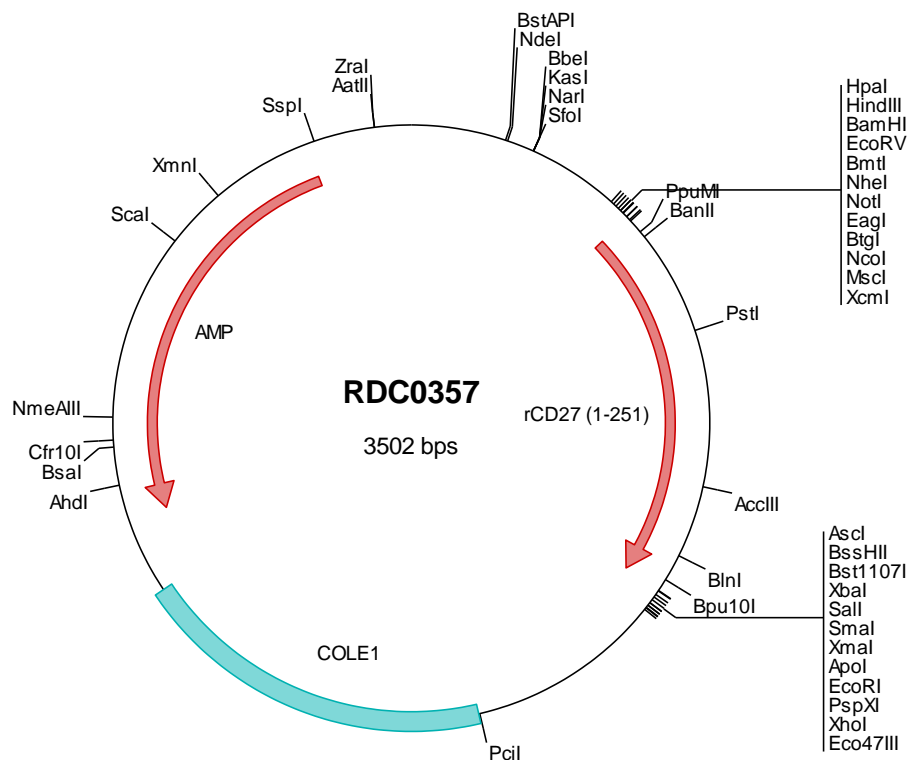 BstAPI
NdeI
BbeI
KasI
NarI
SfoI
ZraI
AatII
SspI
XmnI
ScaI
HpaI
HindIII
BamHI
EcoRV
BmtI
NheI
NotI
EagI
BtgI
NcoI
MscI
XcmI
PpuMI
BanII
PstI
AMP
RDC0357
3502 bps
rCD27 (1-251)
NmeAIII
Cfr10I
BsaI
AhdI
AccIII
BlnI
Bpu10I
AscI
BssHII
Bst1107I
XbaI
SalI
SmaI
XmaI
ApoI
EcoRI
PspXI
XhoI
Eco47III
COLE1
PciI